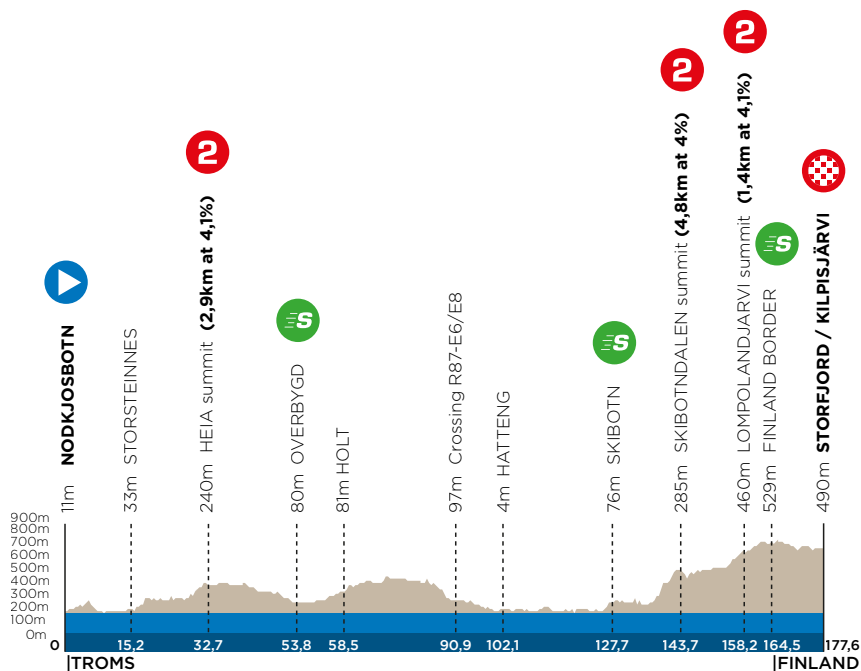 2
2
2
S
S
S
11m NODKJOSBOTN
33m STORSTEINNES
240m HEIA summit (2,9km at 4,1%)
80m OVERBYGD
81m HOLT
97m Crossing R87-E6/E8
4m HATTENG
76m SKIBOTN
285m SKIBOTNDALEN summit (4,8km at 4%)
460m LOMPOLANDJARVI summit (1,4km at 4,1%)
529m FINLAND BORDER
490m STORFJORD / KILPISJÄRVI
900m
800m
700m
600m
500m
400m
300m
200m
100m
0m
0 15,2 32,7 53,8 58,5 90,9 102,1 127,7 143,7 158,2 164,5 177,6
|TROMS |FINLAND